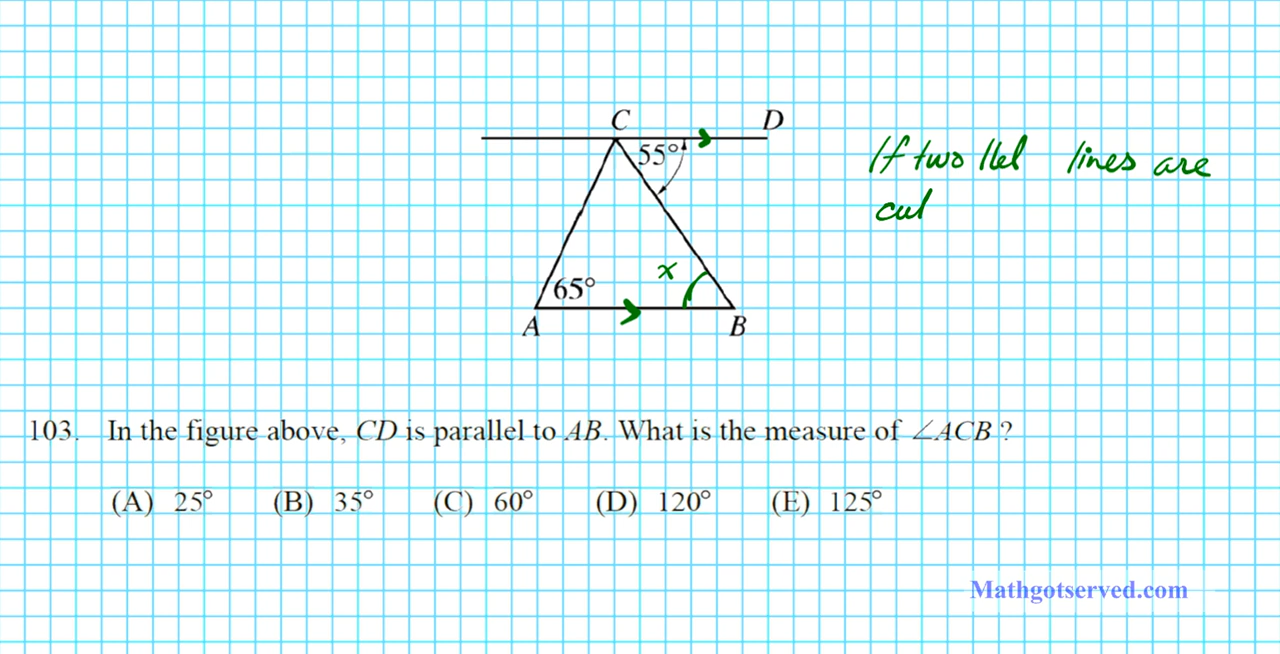 C D
55°
If two llel lines are
cut
x
65°
A B
103. In the figure above, CD is parallel to AB. What is the measure of ∠ACB ?
(A) 25° (B) 35° (C) 60° (D) 120° (E) 125°
Mathgotserved.com